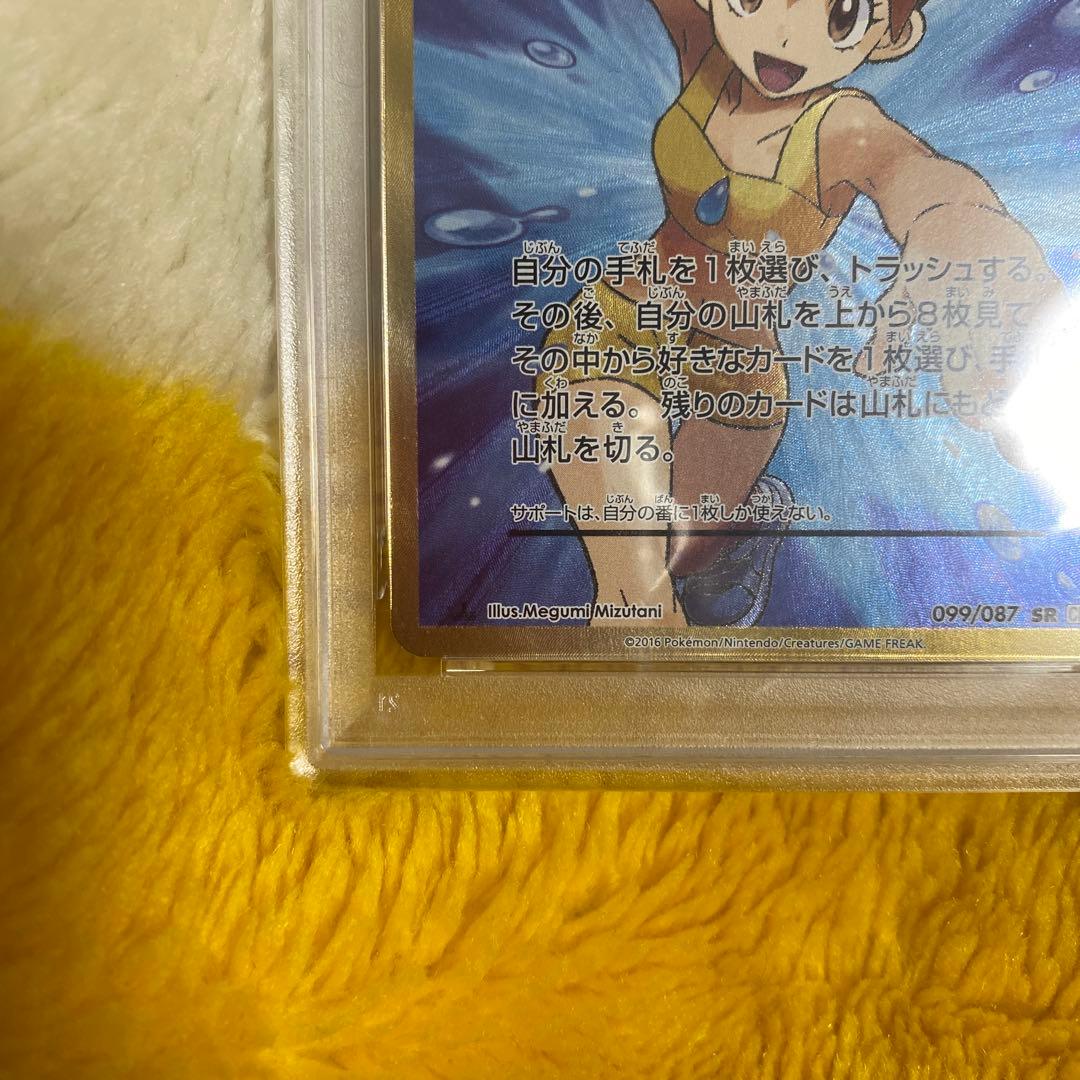 自分の手札を1枚選び、トラッシュする。
その後、自分の山札を上から8枚見て
その中から好きなカードを1枚選び、手
に加える。残りのカードは山札にもど
山札を切る。
サポートは、自分の番に1枚しか使えない。
Illus.Megumi Mizutani
099/087 SR
©2016 Pokémon/Nintendo/Creatures/GAME FREAK.